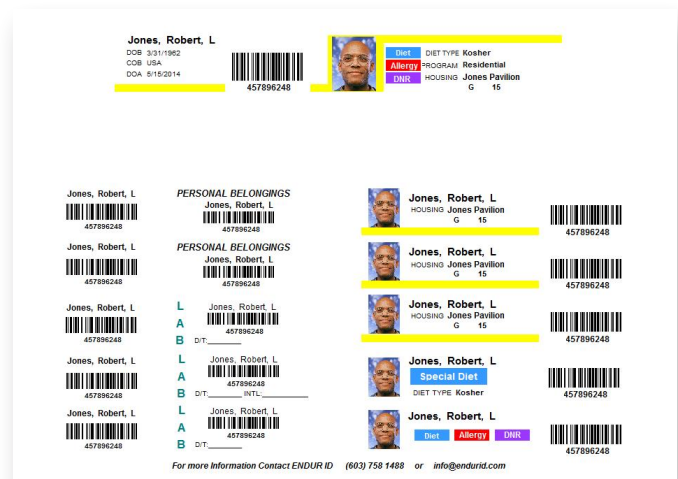 Jones, Robert, L
DOB 3/31/1962
COB USA
DOA 5/15/2014
457896248
Diet DIET TYPE Kosher
Allergy PROGRAM Residential
DNR HOUSING Jones Pavilion
G 15
457896248
Jones, Robert, L
457896248
PERSONAL BELONGINGS
Jones, Robert, L
457896248
Jones, Robert, L
HOUSING Jones Pavilion
G 15
457896248
Jones, Robert, L
457896248
PERSONAL BELONGINGS
Jones, Robert, L
457896248
Jones, Robert, L
HOUSING Jones Pavilion
G 15
457896248
Jones, Robert, L
457896248
L
A
B
Jones, Robert, L
457896248
D/T:
Jones, Robert, L
HOUSING Jones Pavilion
G 15
457896248
Jones, Robert, L
457896248
L
A
B
Jones, Robert, L
457896248
D/T: INTL:
Jones, Robert, L
Special Diet
DIET TYPE Kosher
457896248
Jones, Robert, L
457896248
L
A
B
Jones, Robert, L
457896248
D/T:
Jones, Robert, L
Diet Allergy DNR
457896248
For more Information Contact ENDUR ID (603) 758 1488 or info@endurid.com